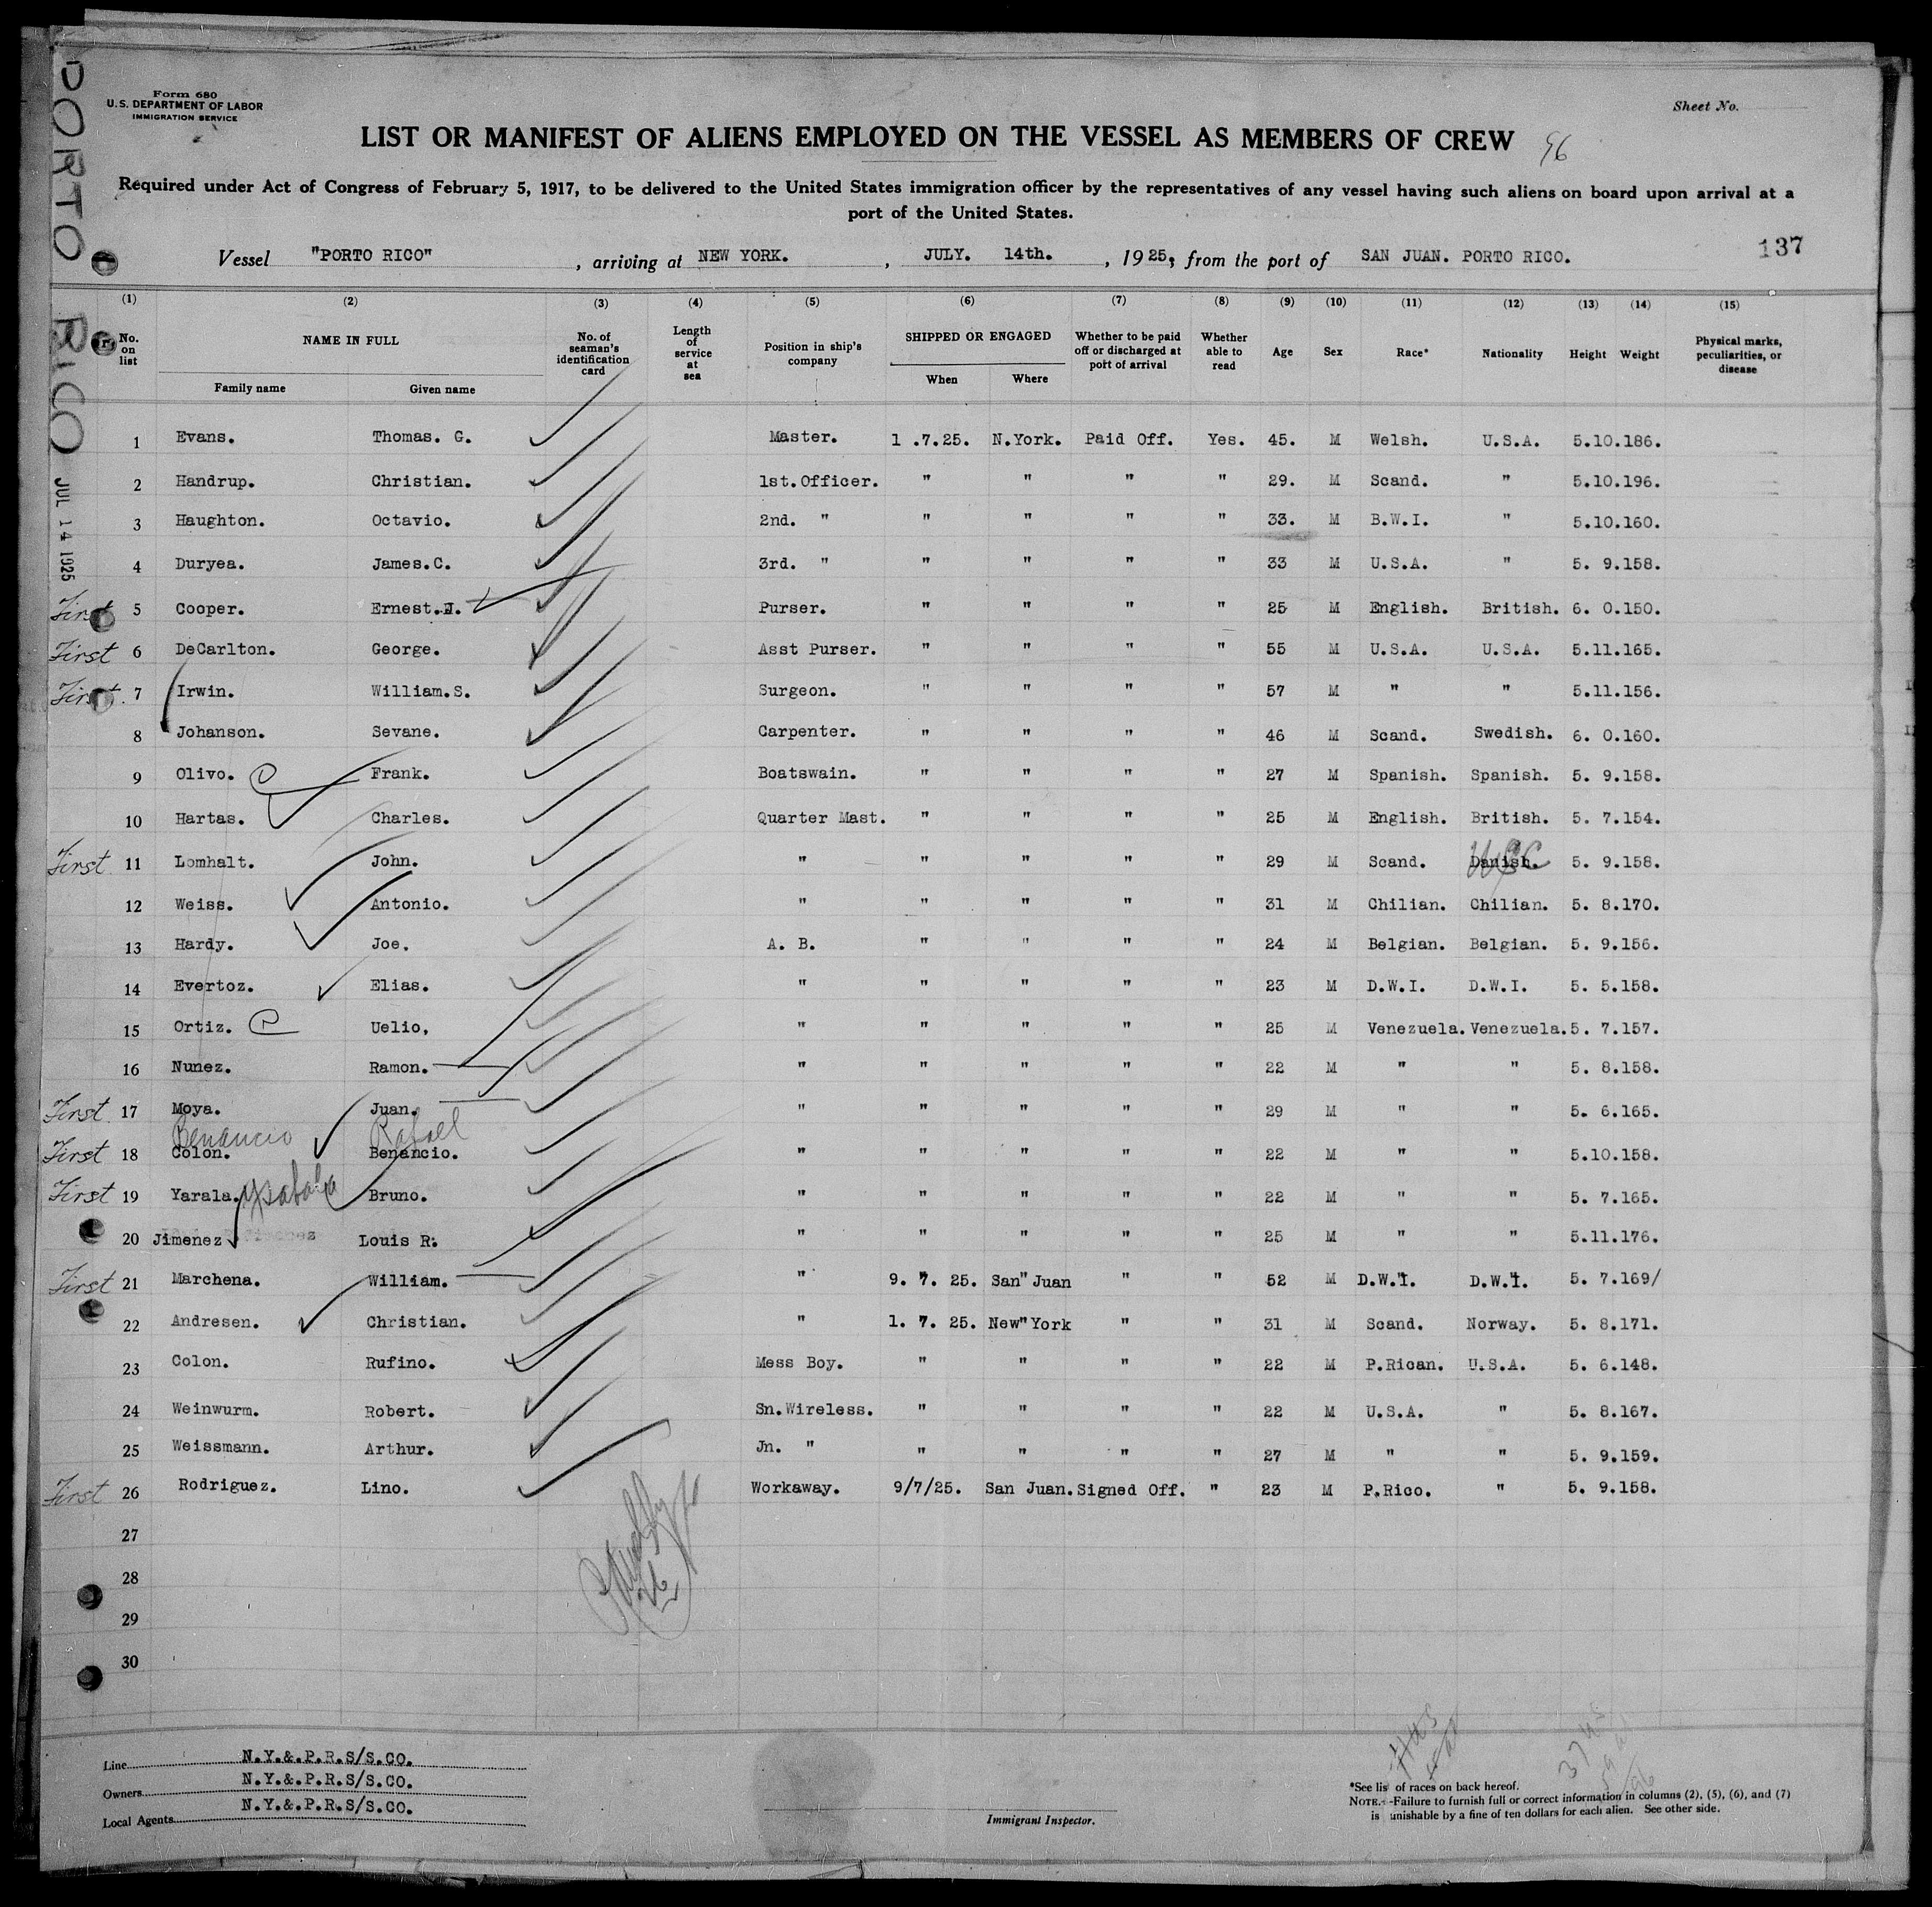 PORTO RICO
JUL 14 1925
Form 680
U.S. DEPARTMENT OF LABOR
IMMIGRATION SERVICE
Sheet No.
LIST OR MANIFEST OF ALIENS EMPLOYED ON THE VESSEL AS MEMBERS OF CREW 96
Required under Act of Congress of February 5, 1917, to be delivered to the United States immigration officer by the representatives of any vessel having such aliens on board upon arrival at a
port of the United States.
Vessel "PORTO RICO", arriving at NEW YORK., JULY. 14th., 1925, from the port of SAN JUAN. PORTO RICO. 137
(1) (2) (3) (4) (5) (6) (7) (8) (9) (10) (11) (12) (13) (14) (15)
No. on list NAME IN FULL Family name Given name No. of seaman's identification card Length of service at sea Position in ship's company SHIPPED OR ENGAGED When Where Whether to be paid off or discharged at port of arrival Whether able to read Age Sex Race* Nationality Height Weight Physical marks, peculiarities, or disease
1 Evans. Thomas. G. Master. 1 .7.25. N.York. Paid Off. Yes. 45. M Welsh. U.S.A. 5.10.186.
2 Handrup. Christian. 1st.Officer. " " " " 29. M Scand. " 5.10.196.
3 Haughton. Octavio. 2nd. " " " " " 33. M B.W.I. " 5.10.160.
4 Duryea. James.C. 3rd. " " " " " 33 M U.S.A. " 5. 9.158.
First 5 Cooper. Ernest.J. Purser. " " " " 25 M English. British. 6. 0.150.
First 6 DeCarlton. George. Asst Purser. " " " " 55 M U.S.A. U.S.A. 5.11.165.
First 7 Irwin. William.S. Surgeon. " " " " 57 M " " 5.11.156.
8 Johanson. Sevane. Carpenter. " " " " 46 M Scand. Swedish. 6. 0.160.
9 Olivo. Frank. Boatswain. " " " " 27 M Spanish. Spanish. 5. 9.158.
10 Hartas. Charles. Quarter Mast. " " " " 25 M English. British. 5. 7.154.
First 11 Lomhalt. John. " " " " " 29 M Scand. Danish. USC 5. 9.158.
12 Weiss. Antonio. " " " " " 31 M Chilian. Chilian. 5. 8.170.
13 Hardy. Joe. A. B. " " " " 24 M Belgian. Belgian. 5. 9.156.
14 Evertoz. Elias. " " " " " 23 M D.W.I. D.W.I. 5. 5.158.
15 Ortiz. Uelio, " " " " " 25 M Venezuela. Venezuela. 5. 7.157.
16 Nunez. Ramon. " " " " " 22 M " " 5. 8.158.
First 17 Moya. Juan. " " " " " 29 M " " 5. 6.165.
Benancio Rafael
First 18 Colon. Benancio. " " " " " 22 M " " 5.10.158.
First 19 Yarala. Ysabala Bruno. " " " " " 22 M " " 5. 7.165.
20 Jimenez Louis R. " " " " " 25 M " " 5.11.176.
First 21 Marchena. William. " 9. 7. 25. San Juan " " 52 M D.W.I. D.W.I. 5. 7.169/
22 Andresen. Christian. " 1. 7. 25. New York " " 31 M Scand. Norway. 5. 8.171.
23 Colon. Rufino. Mess Boy. " " " " 22 M P.Rican. U.S.A. 5. 6.148.
24 Weinwurm. Robert. Sn.Wireless. " " " " 22 M U.S.A. " 5. 8.167.
25 Weissmann. Arthur. Jn. " " " " " 27 M " " 5. 9.159.
First 26 Rodriguez. Lino. Workaway. 9/7/25. San Juan. Signed Off. " 23 M P.Rico. " 5. 9.158.
27
28
29
30
Line N.Y.&.P.R.S/S.CO.
Owners N.Y.&.P.R.S/S.CO.
Local Agents N.Y.&.P.R.S/S.CO.
Immigrant Inspector.
*See lis of races on back hereof.
NOTE.—Failure to furnish full or correct information in columns (2), (5), (6), and (7)
is unishable by a fine of ten dollars for each alien. See other side.